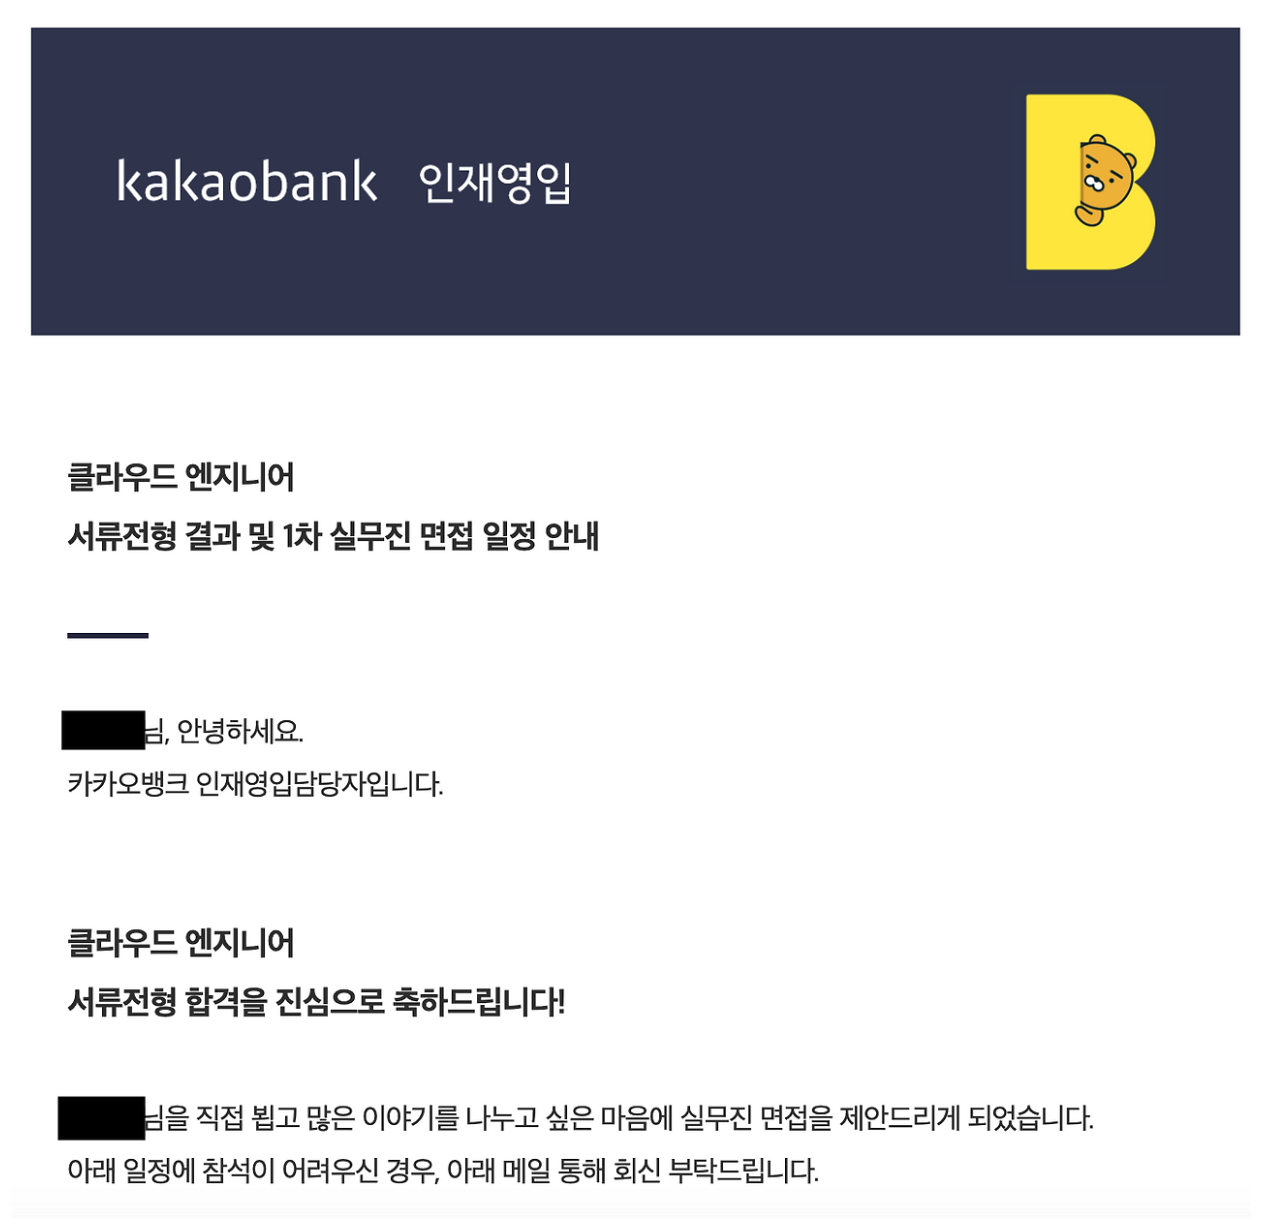 kakaobank 인재영입
클라우드 엔지니어
서류전형 결과 및 1차 실무진 면접 일정 안내
님, 안녕하세요.
카카오뱅크 인재영입담당자입니다.
클라우드 엔지니어
서류전형 합격을 진심으로 축하드립니다!
님을 직접 뵙고 많은 이야기를 나누고 싶은 마음에 실무진 면접을 제안드리게 되었습니다.
아래 일정에 참석이 어려우신 경우, 아래 메일 통해 회신 부탁드립니다.